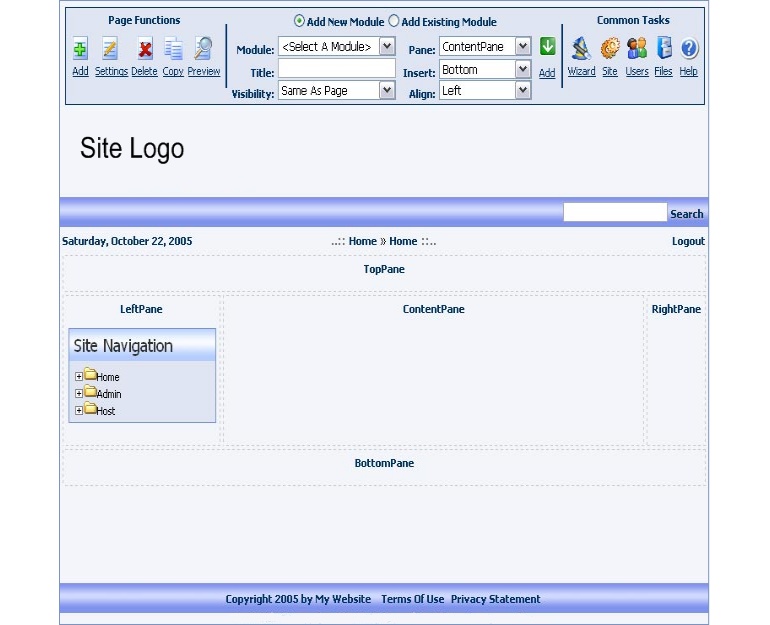 Page Functions
Add Settings Delete Copy Preview
Add New Module Add Existing Module
Module: <Select A Module> Pane: ContentPane
Title: Insert: Bottom Add
Visibility: Same As Page Align: Left
Common Tasks
Wizard Site Users Files Help
Site Logo
Search
Saturday, October 22, 2005 ..:: Home » Home ::.. Logout
TopPane
LeftPane ContentPane RightPane
Site Navigation
Home
Admin
Host
BottomPane
Copyright 2005 by My Website Terms Of Use Privacy Statement